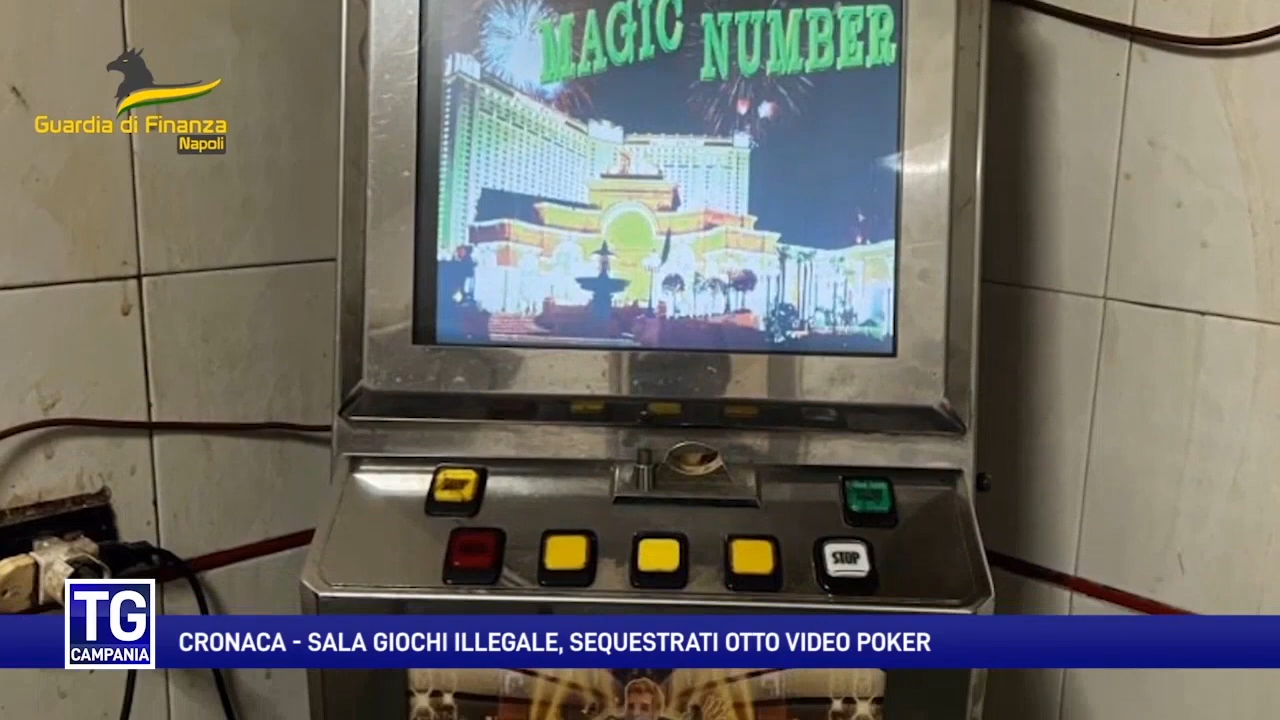 MAGIC NUMBER
Guardia di Finanza
Napoli
STOP
TG
CAMPANIA
CRONACA - SALA GIOCHI ILLEGALE, SEQUESTRATI OTTO VIDEO POKER